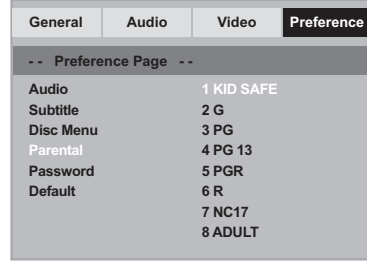 General Audio Video Preference
-- Preference Page --
Audio 1 KID SAFE
Subtitle 2 G
Disc Menu 3 PG
Parental 4 PG 13
Password 5 PGR
Default 6 R
7 NC17
8 ADULT